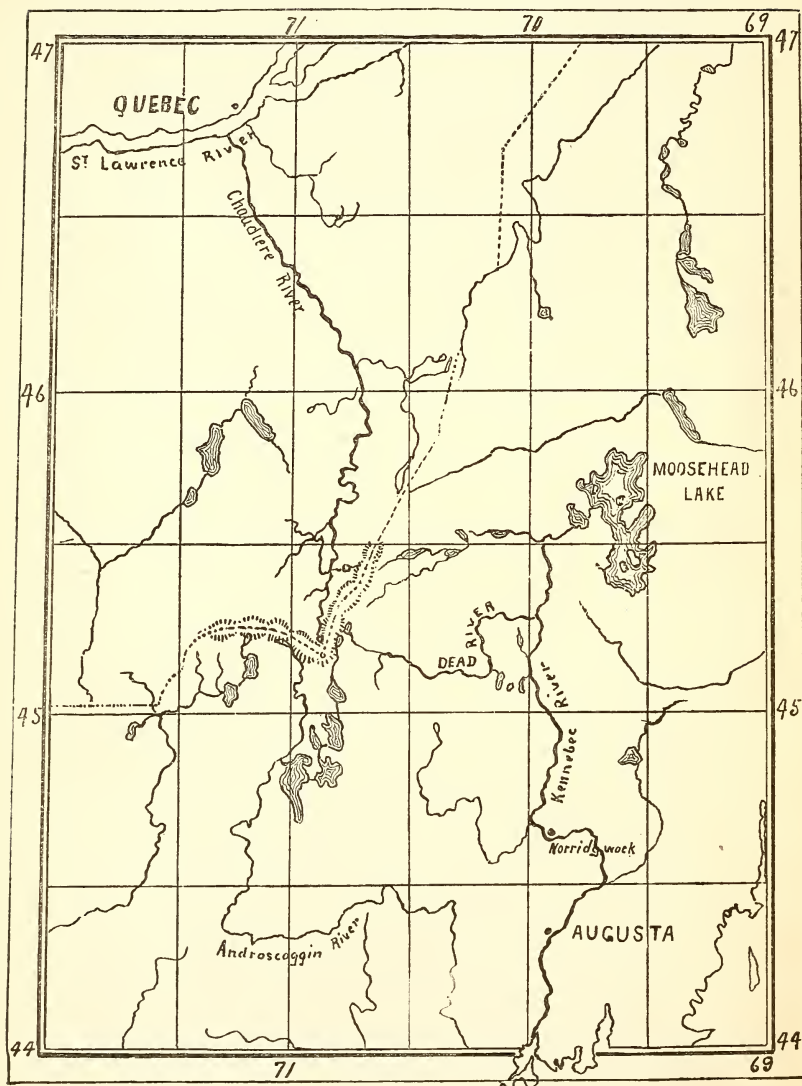 71 70 69
47 47
QUEBEC
ST. Lawrence River
Chaudiere River
46 46
MOOSEHEAD
LAKE
RIVER
DEAD
45 45
Kennebec River
Norridgwock
AUGUSTA
Androscoggin River
44 44
71 69